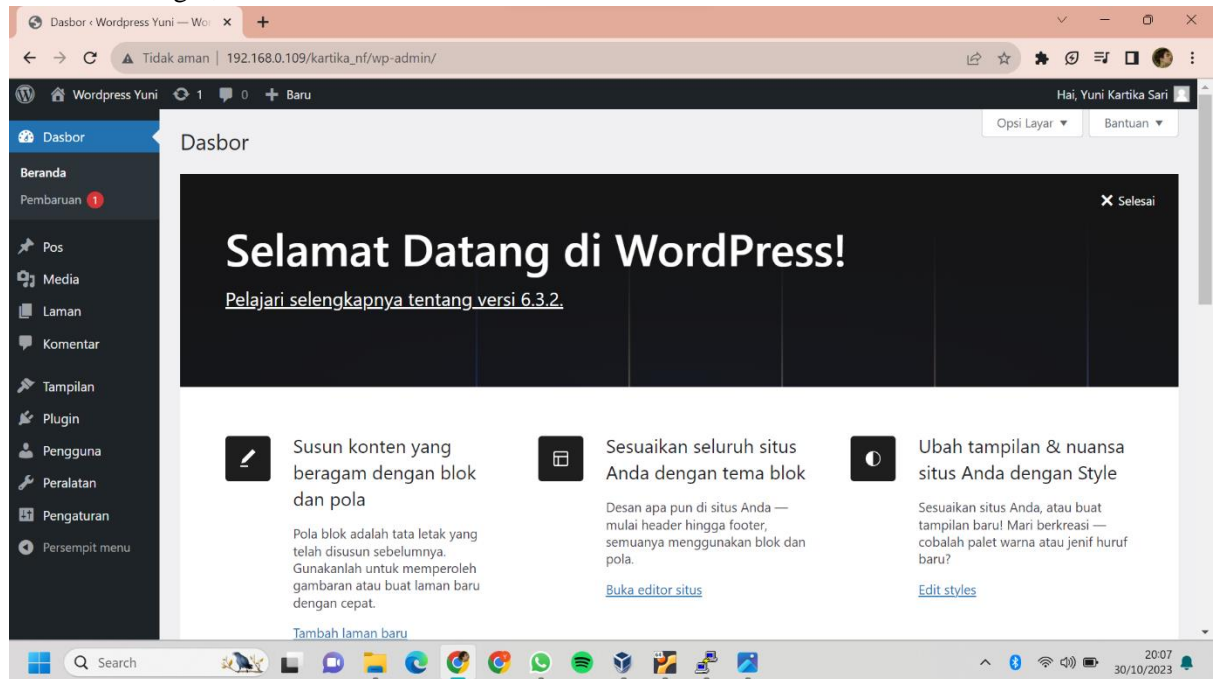 Dasbor ‹ Wordpress Yuni — Wo
Tidak aman | 192.168.0.109/kartika_nf/wp-admin/
Wordpress Yuni 1 0 + Baru Hai, Yuni Kartika Sari
Opsi Layar ▼ Bantuan ▼
Dasbor
Beranda
Pembaruan 1
Pos
Media
Laman
Komentar
Tampilan
Plugin
Pengguna
Peralatan
Pengaturan
Persempit menu
Dasbor
Selesai
Selamat Datang di WordPress!
Pelajari selengkapnya tentang versi 6.3.2.
Susun konten yang
beragam dengan blok
dan pola
Pola blok adalah tata letak yang
telah disusun sebelumnya.
Gunakanlah untuk memperoleh
gambaran atau buat laman baru
dengan cepat.
Tambah laman baru
Sesuaikan seluruh situs
Anda dengan tema blok
Desan apa pun di situs Anda —
mulai header hingga footer,
semuanya menggunakan blok dan
pola.
Buka editor situs
Ubah tampilan & nuansa
situs Anda dengan Style
Sesuaikan situs Anda, atau buat
tampilan baru! Mari berkreasi —
cobalah palet warna atau jenif huruf
baru?
Edit styles
Search
20:07
30/10/2023